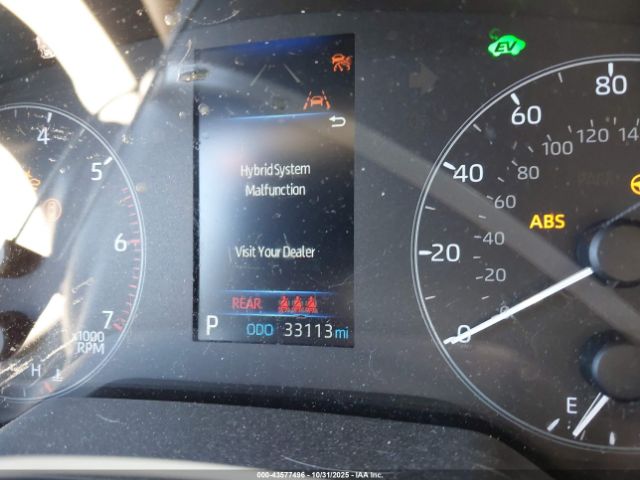 EV
80
60
4
120
100
5
Hybrid System
Malfunction
40
80
60
ABS
6
Visit Your Dealer
20
40
20
7
REAR
x1000
RPM
P ODO 33113 mi
0
0
H
E
000-43577496 - 10/31/2025 - IAA Inc.